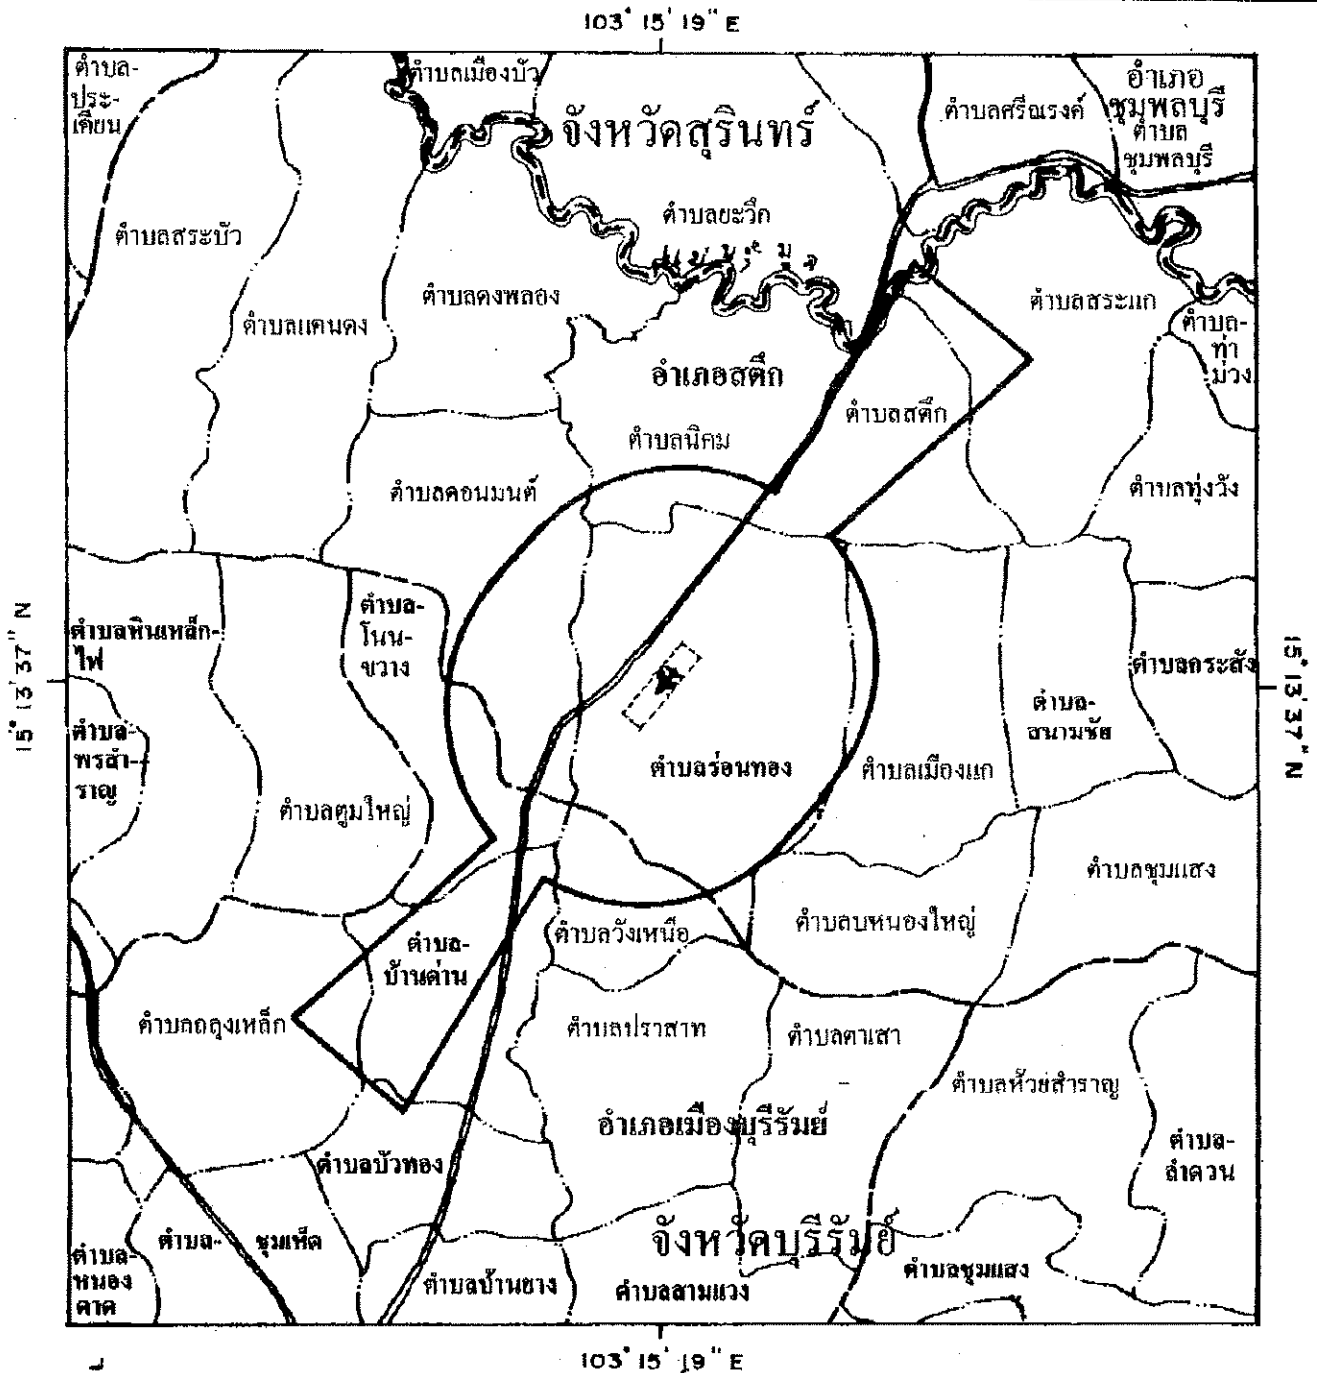 103° 15' 19" E
ตำบล-
ประ-
เคียน
ตำบลเมืองบัว
จังหวัดสุรินทร์
ตำบลศรีณรงค์
อำเภอ
ชุมพลบุรี
ตำบล
ชุมพลบุรี
ตำบลสระบัว
ตำบลยะวึก
แม่น้ำมูล
ตำบลดงพลอง
ตำบลแคนดง
ตำบลสระแก
ตำบล-
ท่า
ม่วง
อำเภอสตึก
ตำบลสตึก
ตำบลนิคม
ตำบลดอนมนต์
ตำบลทุ่งวัง
15° 13' 37" N
ตำบลหินเหล็ก-
ไฟ
ตำบล-
โนน-
ขวาง
ตำบลกระสัง
15° 13' 37" N
ตำบล-
พรสำ-
ราญ
ตำบล-
สนามชัย
ตำบลร่อนทอง
ตำบลเมืองแก
ตำบลตูมใหญ่
ตำบลชุมแสง
ตำบลบหนองใหญ่
ตำบลวังเหนือ
ตำบล-
บ้านด่าน
ตำบลถลุงเหล็ก
ตำบลปราสาท
ตำบลตาเสา
ตำบลห้วยสำราญ
อำเภอเมืองบุรีรัมย์
ตำบล-
ลำดวน
ตำบลบัวทอง
จังหวัดบุรีรัมย์
ตำบล-
ชุมเห็ด
ตำบล-
หนอง
ตาด
ตำบลบ้านยาง
ตำบลสามแวง
ตำบลชุมแสง
103° 15' 19" E